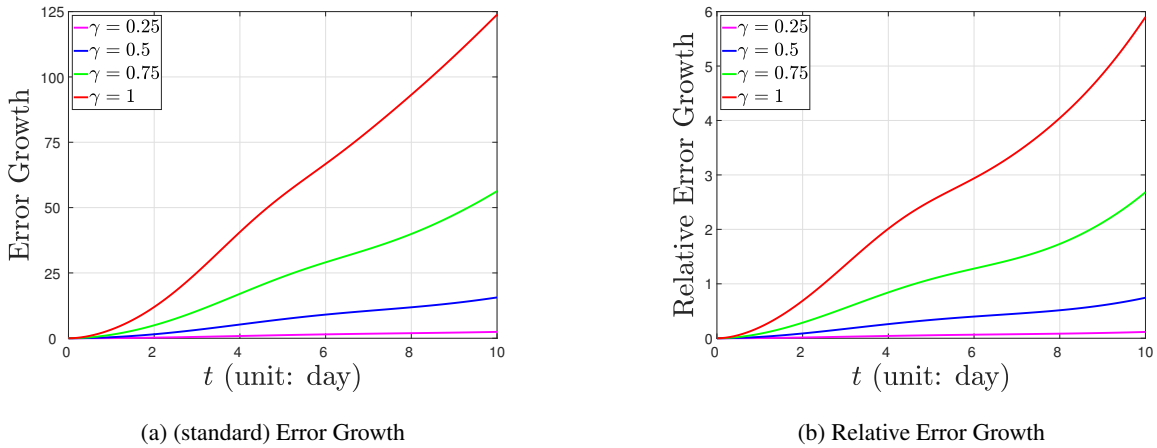 125
100
75
50
25
0
Error Growth
γ = 0.25
γ = 0.5
γ = 0.75
γ = 1
0 2 4 6 8 10
t (unit: day)
(a) (standard) Error Growth
6
5
4
3
2
1
0
Relative Error Growth
γ = 0.25
γ = 0.5
γ = 0.75
γ = 1
0 2 4 6 8 10
t (unit: day)
(b) Relative Error Growth